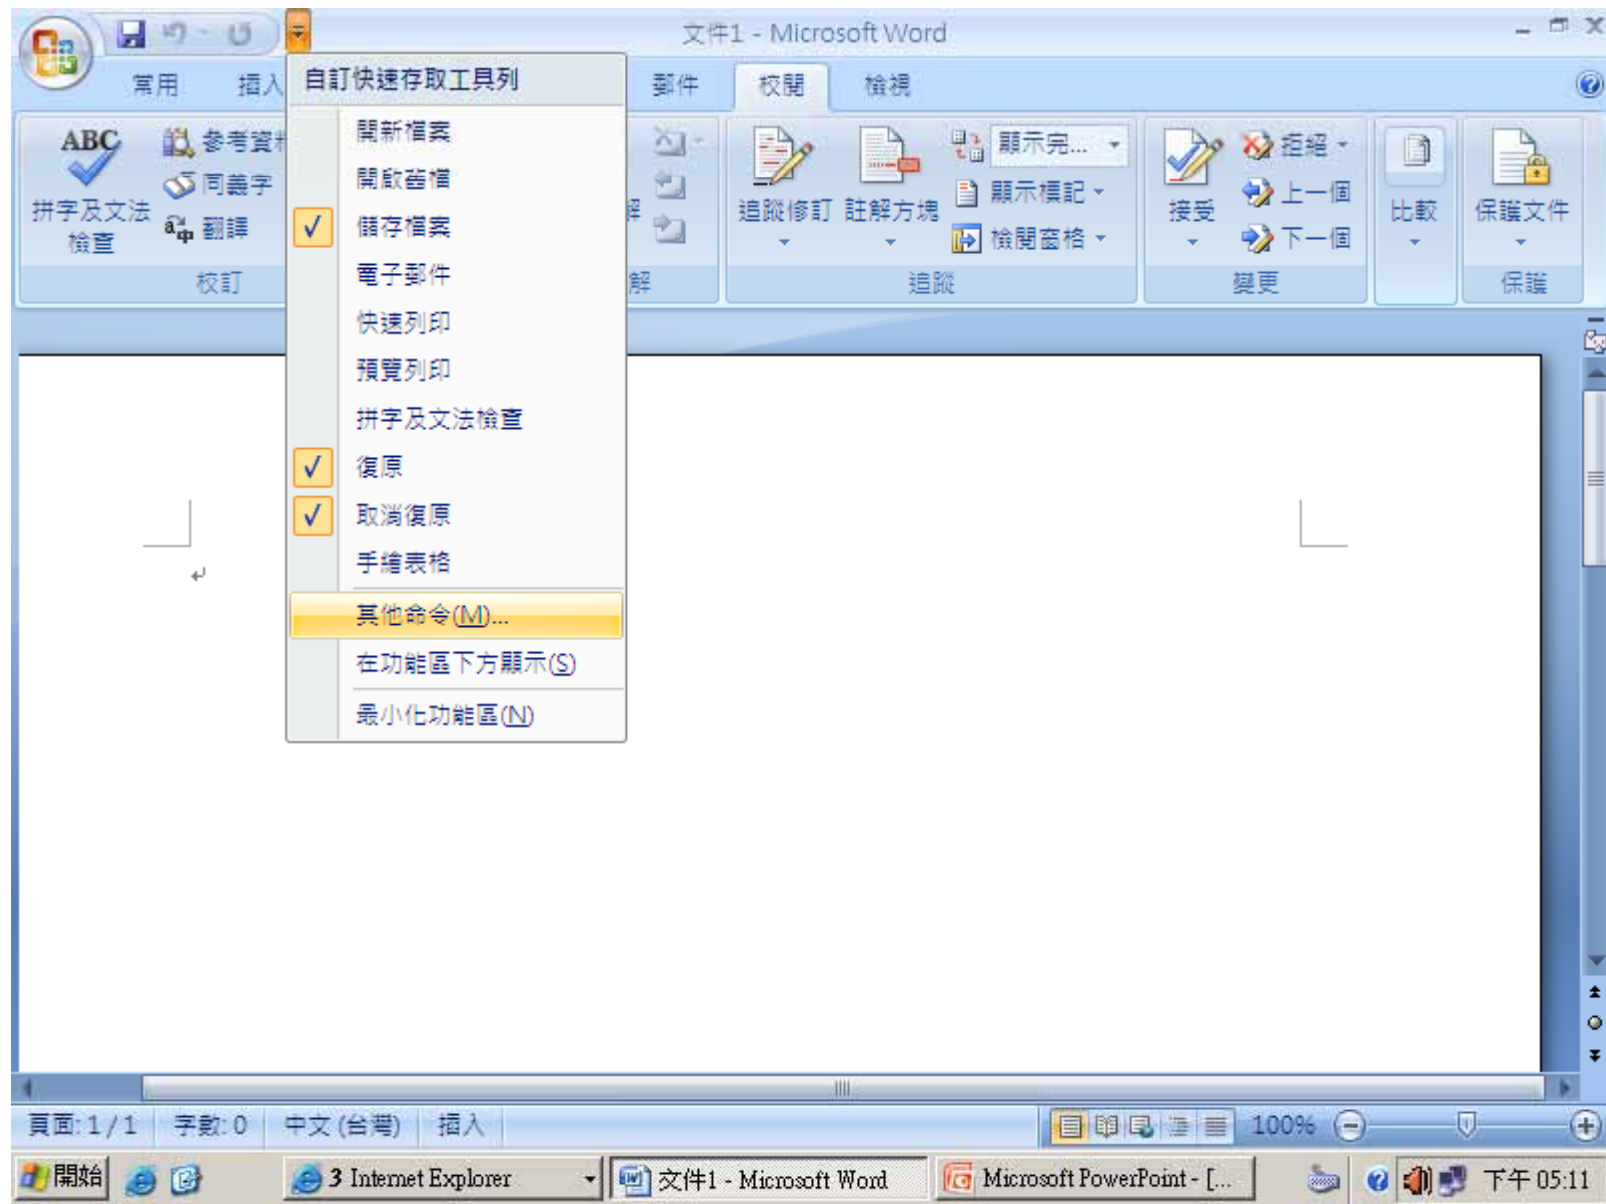 文件1 - Microsoft Word
常用
插入
郵件
校閱
檢視
自訂快速存取工具列
開新檔案
開啟舊檔
儲存檔案
電子郵件
快速列印
預覽列印
拼字及文法檢查
復原
取消復原
手繪表格
其他命令(M)...
在功能區下方顯示(S)
最小化功能區(N)
ABC
拼字及文法
檢查
參考資料
同義字
翻譯
校訂
解
追蹤修訂
註解方塊
顯示完...
顯示標記
檢閱窗格
追蹤
接受
拒絕
上一個
下一個
變更
比較
保護文件
保護
頁面: 1 / 1
字數: 0
中文 (台灣)
插入
100%
開始
3 Internet Explorer
文件1 - Microsoft Word
Microsoft PowerPoint - [...
下午 05:11